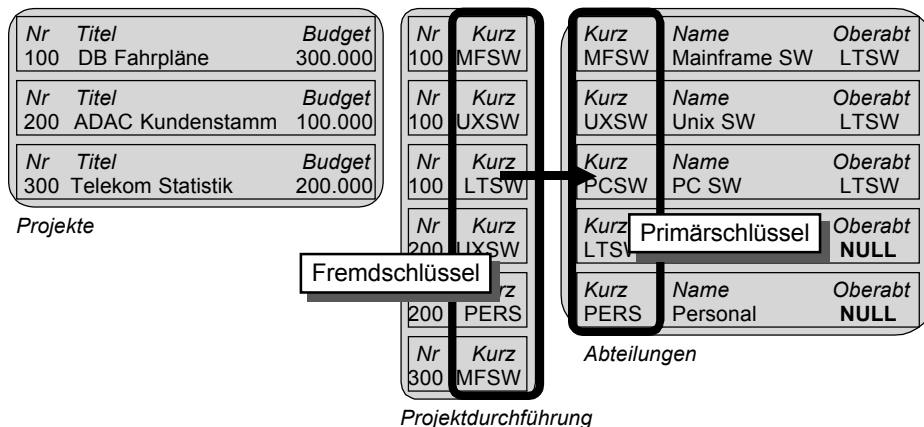 Nr Titel Budget
100 DB Fahrpläne 300.000
Nr Titel Budget
200 ADAC Kundenstamm 100.000
Nr Titel Budget
300 Telekom Statistik 200.000
Projekte
Nr Kurz
100 MFSW
Nr Kurz
100 UXSW
Nr Kurz
100 LTSW
Nr Kurz
200 UXSW
Fremdschlüssel
rz
200 PERS
Nr Kurz
300 MFSW
Projektdurchführung
Kurz Name Oberabt
MFSW Mainframe SW LTSW
Kurz Name Oberabt
UXSW Unix SW LTSW
Kurz Name Oberabt
PCSW PC SW LTSW
Kurz Oberabt
LTSW NULL
Primärschlüssel
Kurz Name Oberabt
PERS Personal NULL
Abteilungen